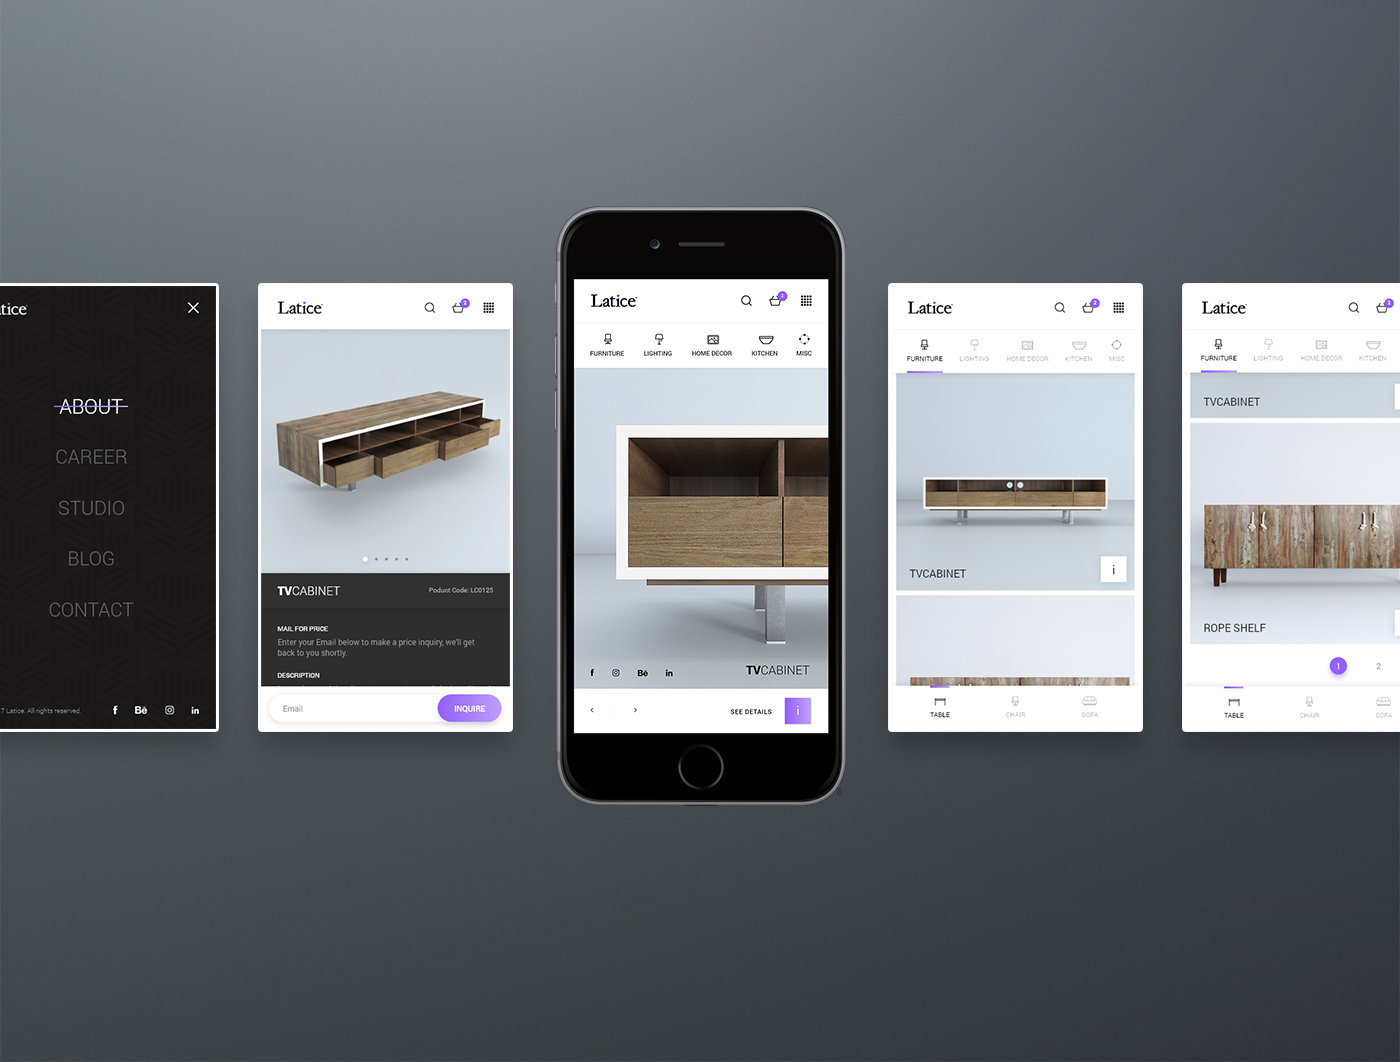 Latice
ABOUT
CAREER
STUDIO
BLOG
CONTACT
7 Latice. All rights reserved.
f
Bē
in
Latice
2
TVCABINET
Poduct Code: LC0125
MAIL FOR PRICE
Enter your Email below to make a price inquiry, we'll get
back to you shortly.
DESCRIPTION
Email
INQUIRE
Latice
2
FURNITURE
LIGHTING
HOME DECOR
KITCHEN
MISC
f
Bē
in
TVCABINET
<
>
SEE DETAILS
i
Latice
2
FURNITURE
LIGHTING
HOME DECOR
KITCHEN
MISC
TVCABINET
i
TABLE
CHAIR
SOFA
Latice
2
FURNITURE
LIGHTING
HOME DECOR
KITCHEN
TVCABINET
ROPE SHELF
1
2
TABLE
CHAIR
SOFA